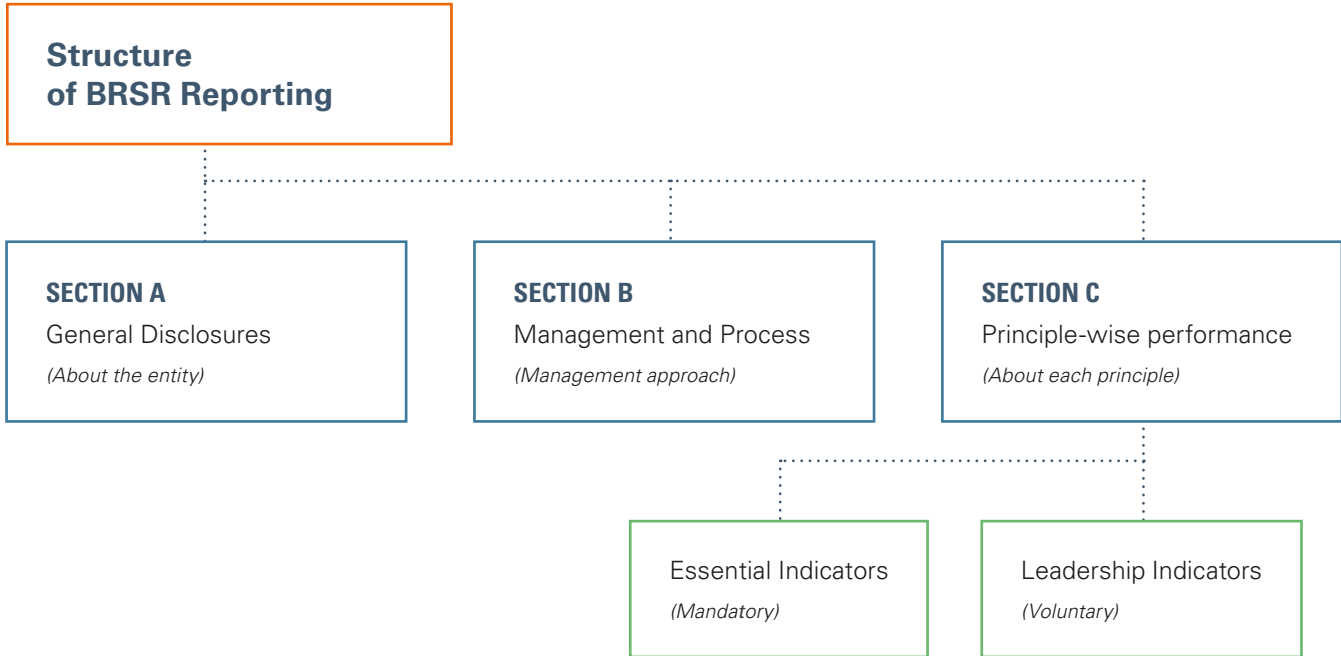 Structure
of BRSR Reporting
SECTION A
General Disclosures
(About the entity)
SECTION B
Management and Process
(Management approach)
SECTION C
Principle-wise performance
(About each principle)
Essential Indicators
(Mandatory)
Leadership Indicators
(Voluntary)